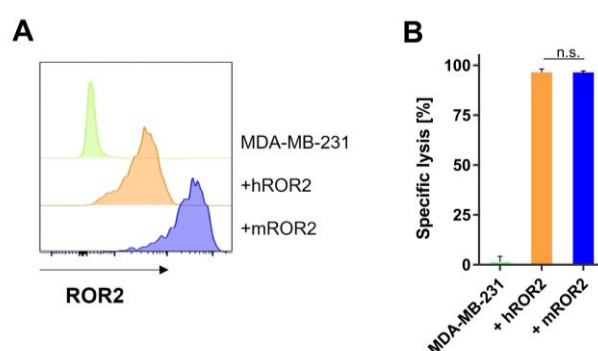 A
MDA-MB-231
+hROR2
+mROR2
ROR2
B
n.s.
Specific lysis [%]
100
75
50
25
0
MDA-MB-231
+ hROR2
+ mROR2